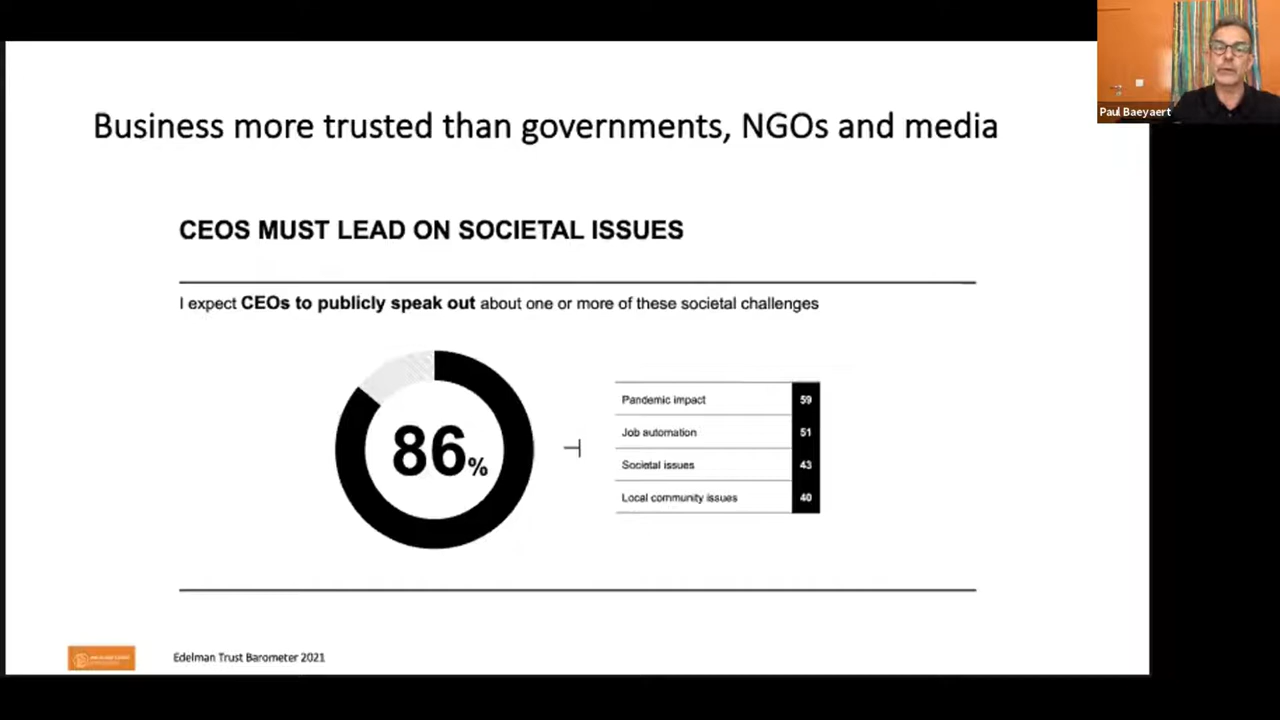 Business more trusted than governments, NGOs and media
Paul Baeyaert
CEOS MUST LEAD ON SOCIETAL ISSUES
I expect CEOs to publicly speak out about one or more of these societal challenges
86%
Pandemic impact 59
Job automation 51
Societal issues 43
Local community issues 40
Edelman Trust Barometer 2021